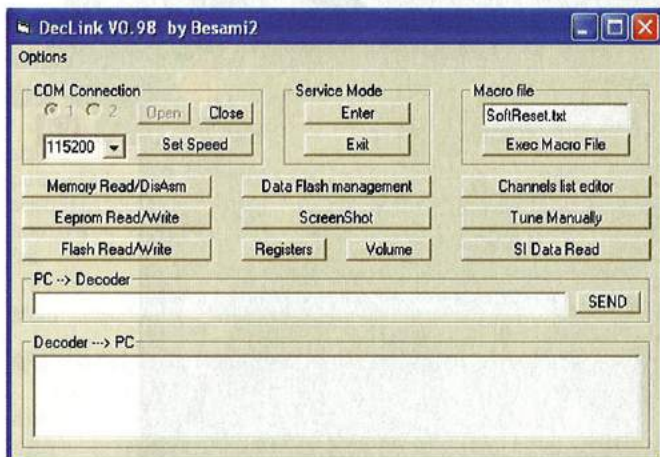 DecLink V0.98 by Besami2
Options
COM Connection
1 2 Open Close
115200 Set Speed
Service Mode
Enter
Exit
Macro file
SoftReset.txt
Exec Macro File
Memory Read/DisAsm Data Flash management Channels list editor
Eeprom Read/Write ScreenShot Tune Manually
Flash Read/Write Registers Volume SI Data Read
PC --> Decoder
SEND
Decoder ---> PC